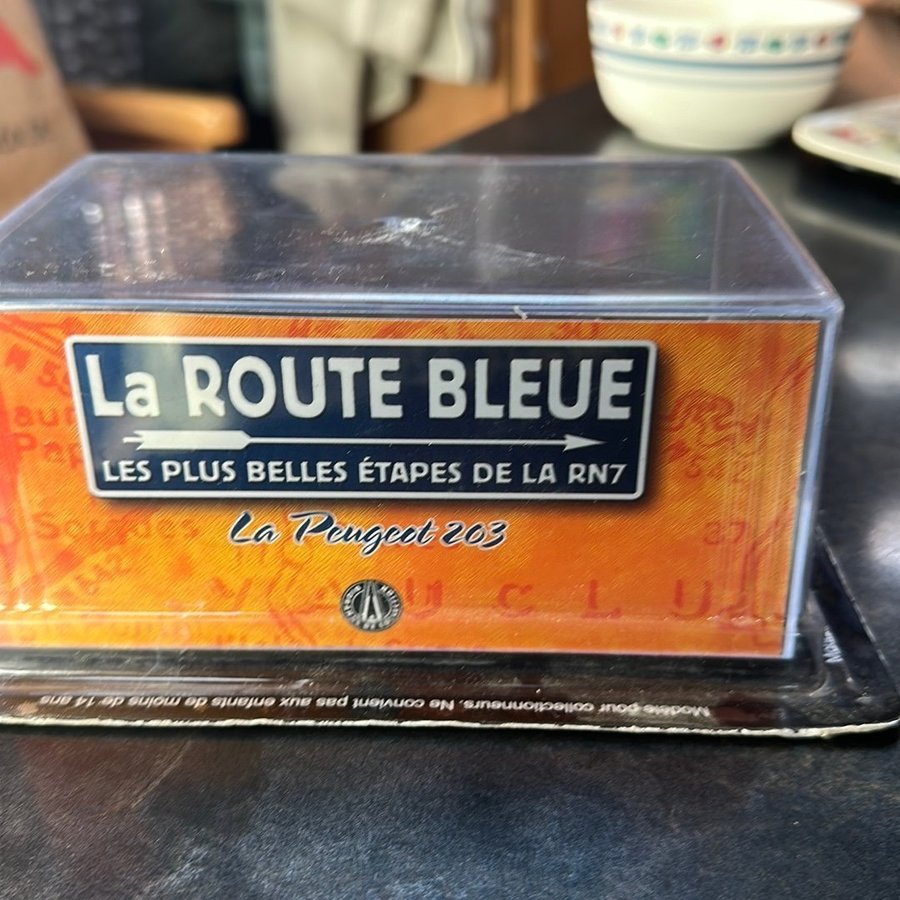 La ROUTE BLEUE
LES PLUS BELLES ÉTAPES DE LA RN7
La Peugeot 203
Modèle pour collectionneurs. Ne convient pas aux enfants de moins de 14 ans